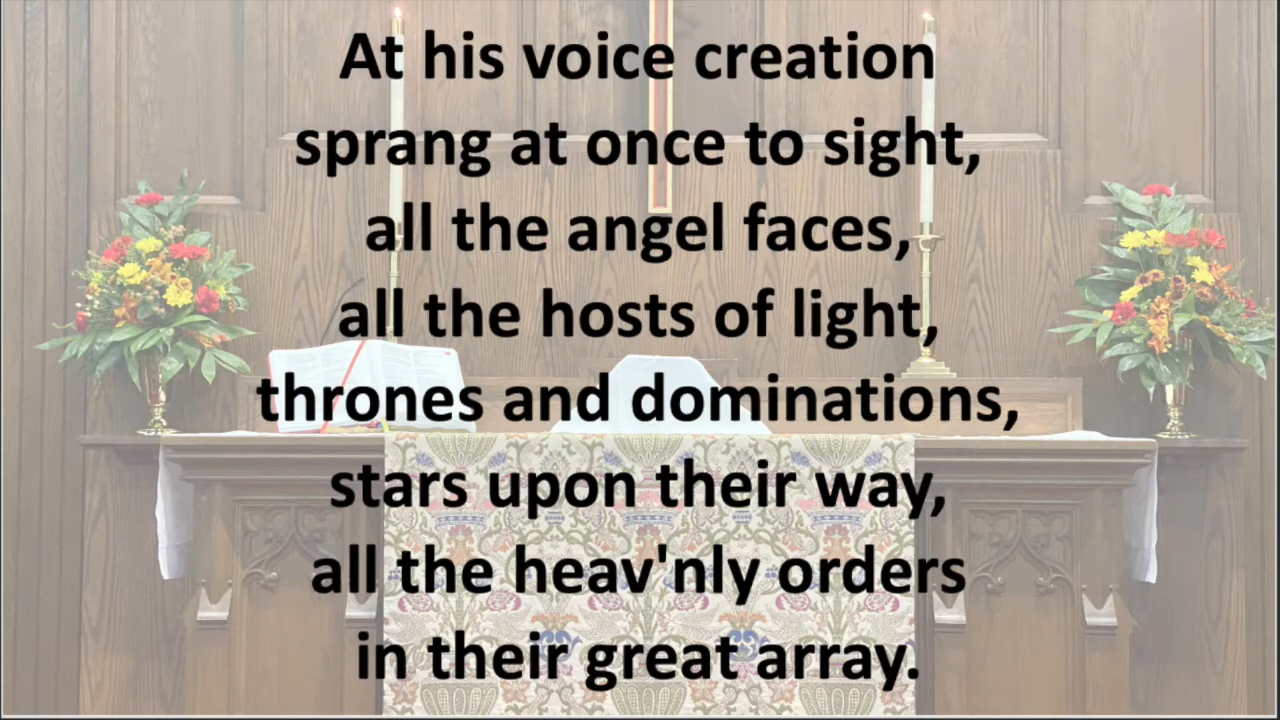 At his voice creation
sprang at once to sight,
all the angel faces,
all the hosts of light,
thrones and dominations,
stars upon their way,
all the heav'nly orders
in their great array.